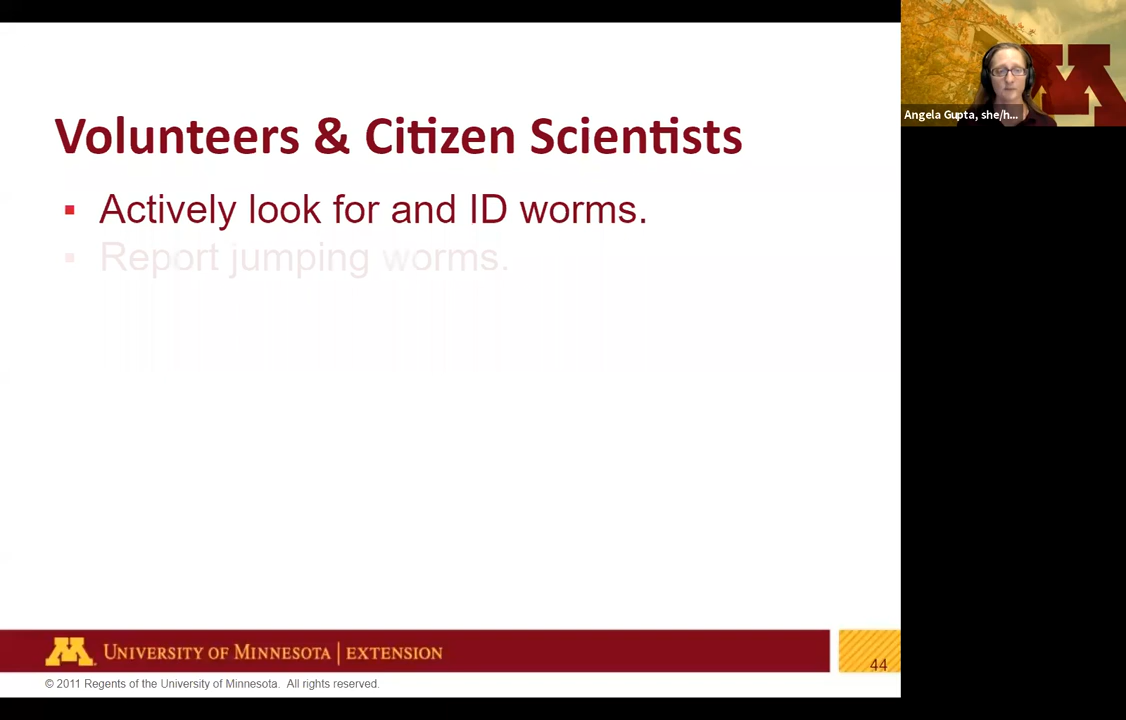 Volunteers & Citizen Scientists
▪ Actively look for and ID worms.
▪ Report jumping worms.
M
Angela Gupta, she/h...
M UNIVERSITY OF MINNESOTA | EXTENSION
44
© 2011 Regents of the University of Minnesota. All rights reserved.